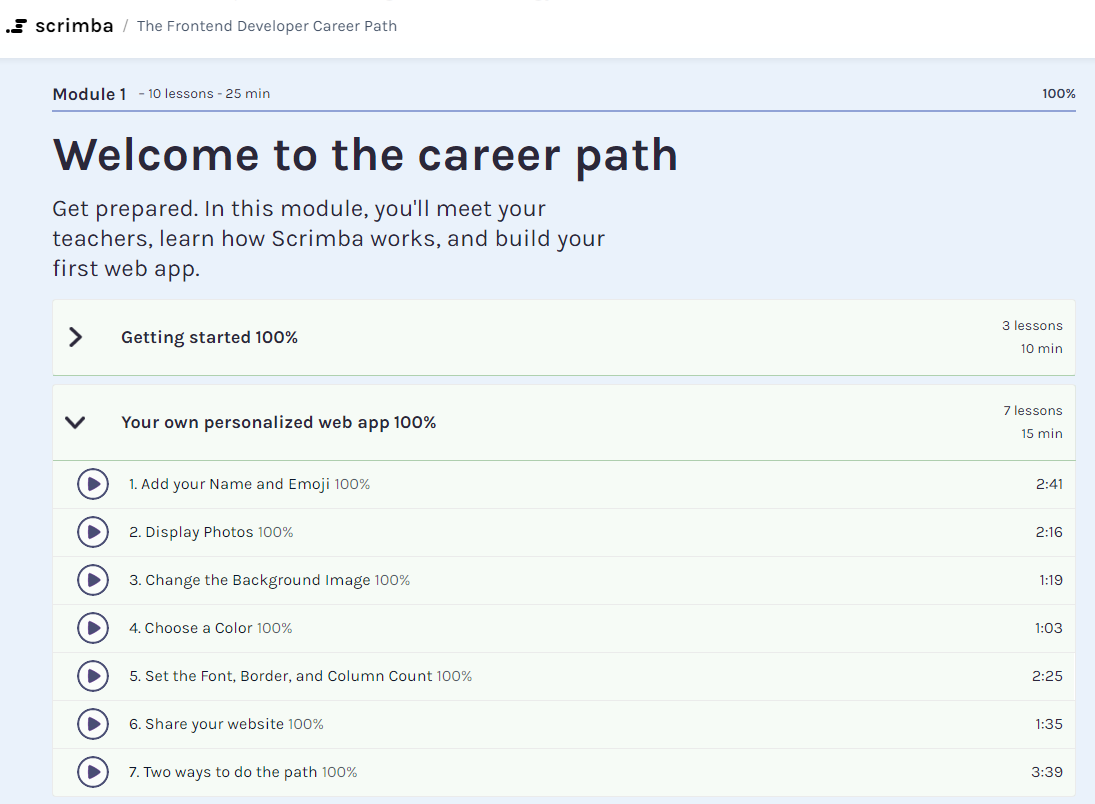 scrimba / The Frontend Developer Career Path
Module 1 - 10 lessons - 25 min 100%
Welcome to the career path
Get prepared. In this module, you'll meet your
teachers, learn how Scrimba works, and build your
first web app.
Getting started 100%
3 lessons
10 min
Your own personalized web app 100%
7 lessons
15 min
1. Add your Name and Emoji 100% 2:41
2. Display Photos 100% 2:16
3. Change the Background Image 100% 1:19
4. Choose a Color 100% 1:03
5. Set the Font, Border, and Column Count 100% 2:25
6. Share your website 100% 1:35
7. Two ways to do the path 100% 3:39